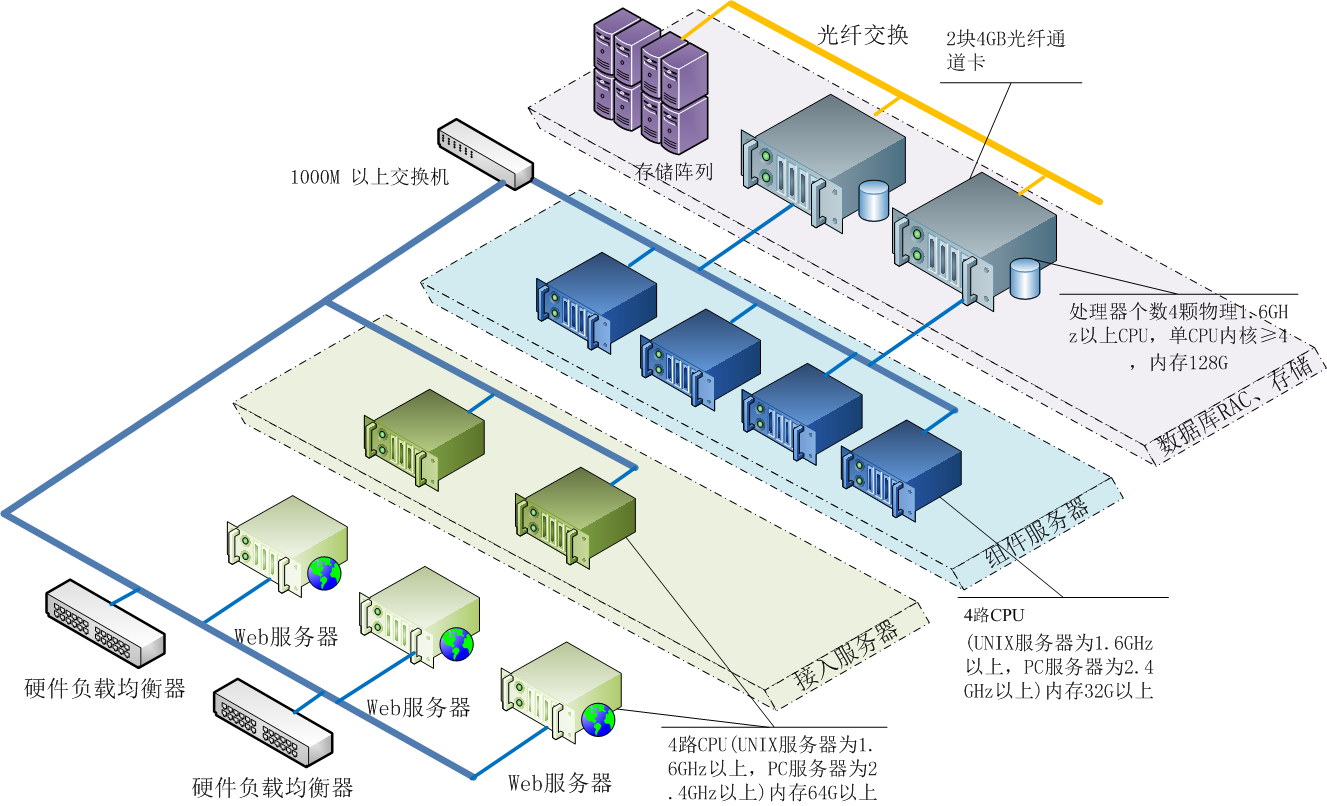 光纤交换
2块4GB光纤通
道卡
存储阵列
1000M 以上交换机
处理器个数4颗物理1.6GH
z以上CPU，单CPU内核≥4
，内存128G
数据库RAC、存储
组件服务器
4路CPU
(UNIX服务器为1.6GHz
以上，PC服务器为2.4
GHz以上)内存32G以上
接入服务器
Web服务器
硬件负载均衡器
Web服务器
4路CPU(UNIX服务器为1.
6GHz以上，PC服务器为2
.4GHz以上)内存64G以上
Web服务器
硬件负载均衡器